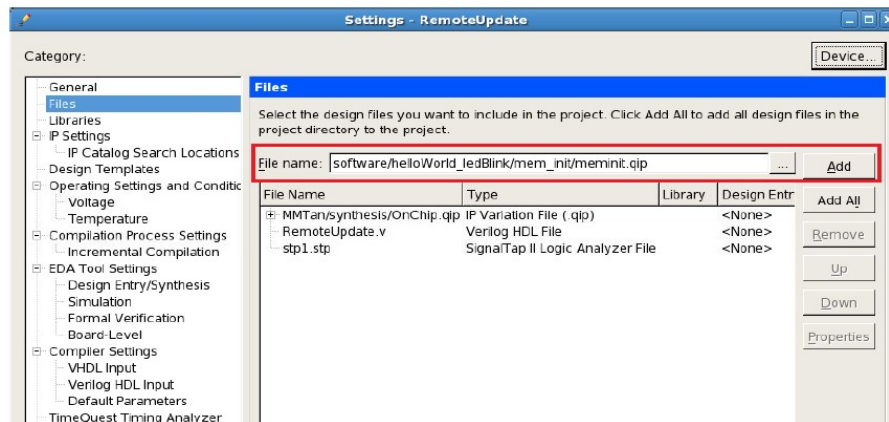 Settings - RemoteUpdate
Category:
Device...
General
Files
Libraries
IP Settings
IP Catalog Search Locations
Design Templates
Operating Settings and Conditic
Voltage
Temperature
Compilation Process Settings
Incremental Compilation
EDA Tool Settings
Design Entry/Synthesis
Simulation
Formal Verification
Board-Level
Compiler Settings
VHDL Input
Verilog HDL Input
Default Parameters
TimeQuest Timing Analyzer
Files
Select the design files you want to include in the project. Click Add All to add all design files in the
project directory to the project.
File name: software/helloWorld_ledBlink/mem_init/meminit.qip ... Add
File Name Type Library Design Entr
MMTan/synthesis/OnChip.qip IP Variation File (.qip) <None>
RemoteUpdate.v Verilog HDL File <None>
stp1.stp SignalTap II Logic Analyzer File <None>
Add All
Remove
Up
Down
Properties